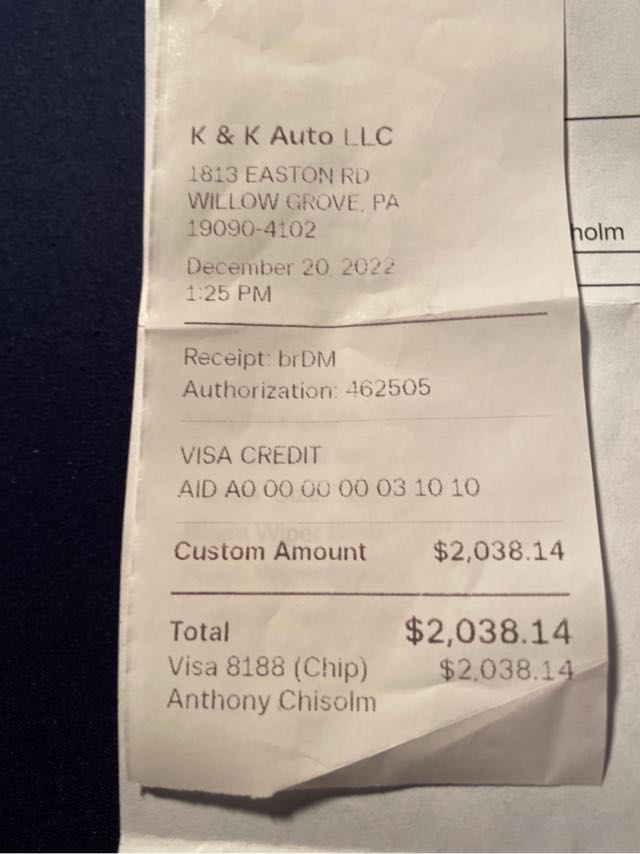 K & K Auto LLC
1813 EASTON RD
WILLOW GROVE, PA
19090-4102
December 20, 2022
1:25 PM
holm
Receipt: brDM
Authorization: 462505
VISA CREDIT
AID A0 00 00 00 03 10 10
Wiper
Custom Amount $2,038.14
Total $2,038.14
Visa 8188 (Chip) $2,038.14
Anthony Chisolm